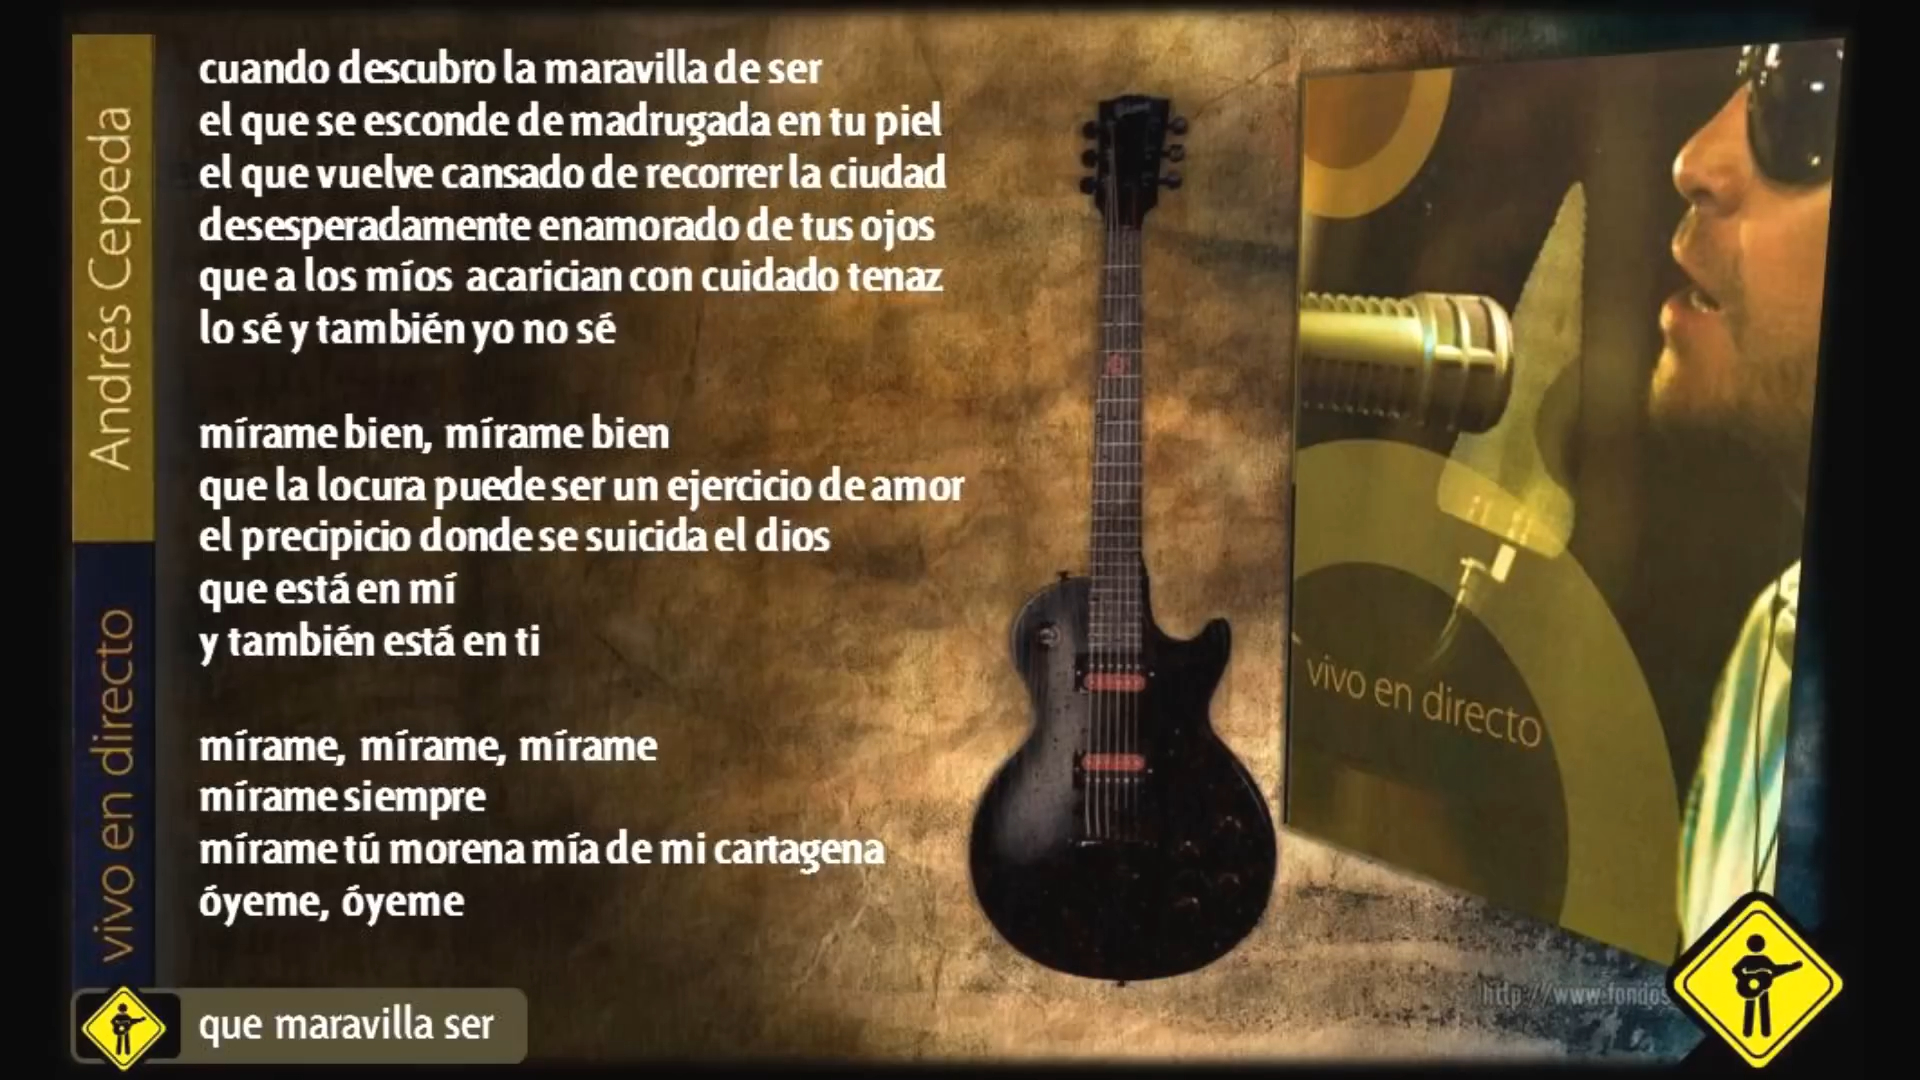 Andrés Cepeda
vivo en directo
cuando descubro la maravilla de ser
el que se esconde de madrugada en tu piel
el que vuelve cansado de recorrer la ciudad
desesperadamente enamorado de tus ojos
que a los míos acarician con cuidado tenaz
lo sé y también yo no sé
mírame bien, mírame bien
que la locura puede ser un ejercicio de amor
el precipicio donde se suicida el dios
que está en mí
y también está en ti
mírame, mírame, mírame
mírame siempre
mírame tú morena mía de mi cartagena
óyeme, óyeme
que maravilla ser
vivo en directo
http://www.fondos